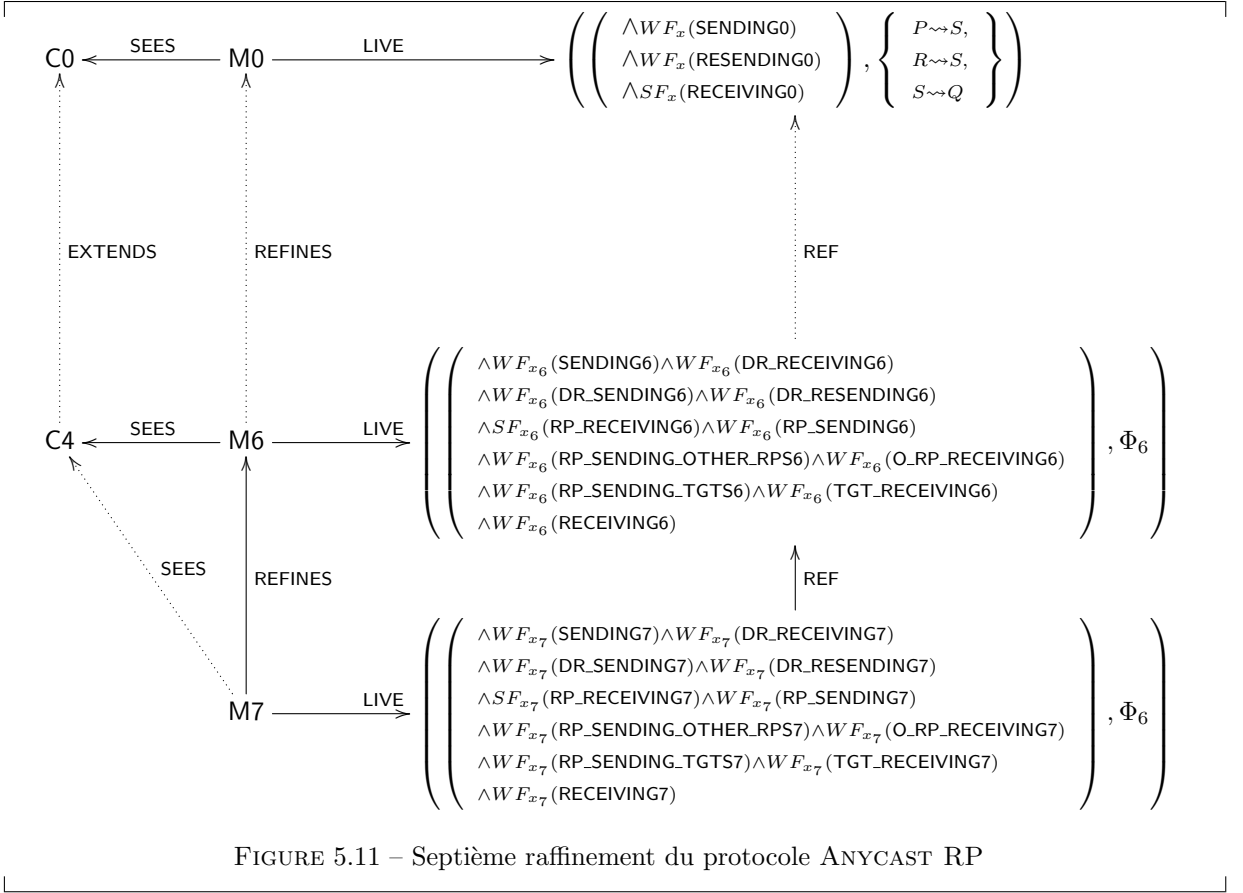 C0 SEES M0 LIVE ( ( ∧WF_x(SENDING0) ∧WF_x(RESENDING0) ∧SF_x(RECEIVING0) ) , { P⇝S, R⇝S, S⇝Q } )
EXTENDS REFINES REF
C4 SEES M6 LIVE
∧WF_{x_6}(SENDING6)∧WF_{x_6}(DR_RECEIVING6)
∧WF_{x_6}(DR_SENDING6)∧WF_{x_6}(DR_RESENDING6)
∧SF_{x_6}(RP_RECEIVING6)∧WF_{x_6}(RP_SENDING6)
∧WF_{x_6}(RP_SENDING_OTHER_RPS6)∧WF_{x_6}(O_RP_RECEIVING6)
∧WF_{x_6}(RP_SENDING_TGTS6)∧WF_{x_6}(TGT_RECEIVING6)
∧WF_{x_6}(RECEIVING6)
, Φ_6
SEES REFINES REF
M7 LIVE
∧WF_{x_7}(SENDING7)∧WF_{x_7}(DR_RECEIVING7)
∧WF_{x_7}(DR_SENDING7)∧WF_{x_7}(DR_RESENDING7)
∧SF_{x_7}(RP_RECEIVING7)∧WF_{x_7}(RP_SENDING7)
∧WF_{x_7}(RP_SENDING_OTHER_RPS7)∧WF_{x_7}(O_RP_RECEIVING7)
∧WF_{x_7}(RP_SENDING_TGTS7)∧WF_{x_7}(TGT_RECEIVING7)
∧WF_{x_7}(RECEIVING7)
, Φ_6
FIGURE 5.11 – Septième raffinement du protocole ANYCAST RP